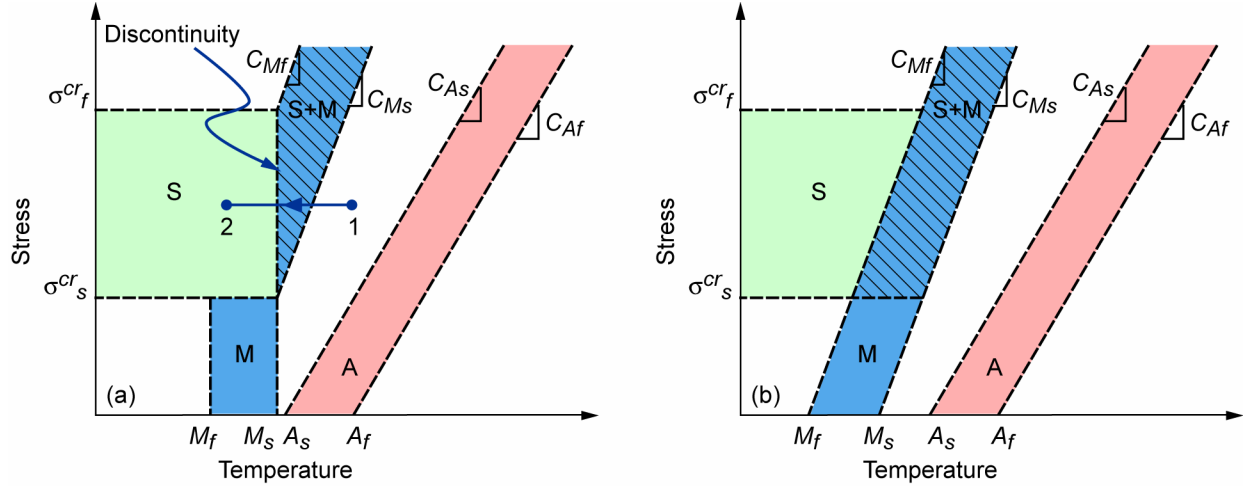 Discontinuity
C_Mf
C_Ms
C_As
C_Af
σ^cr_f
S+M
S
2
1
Stress
σ^cr_s
M
A
(a)
M_f
M_s
A_s
A_f
Temperature
C_Mf
C_Ms
C_As
C_Af
σ^cr_f
S+M
S
Stress
σ^cr_s
M
A
(b)
M_f
M_s
A_s
A_f
Temperature